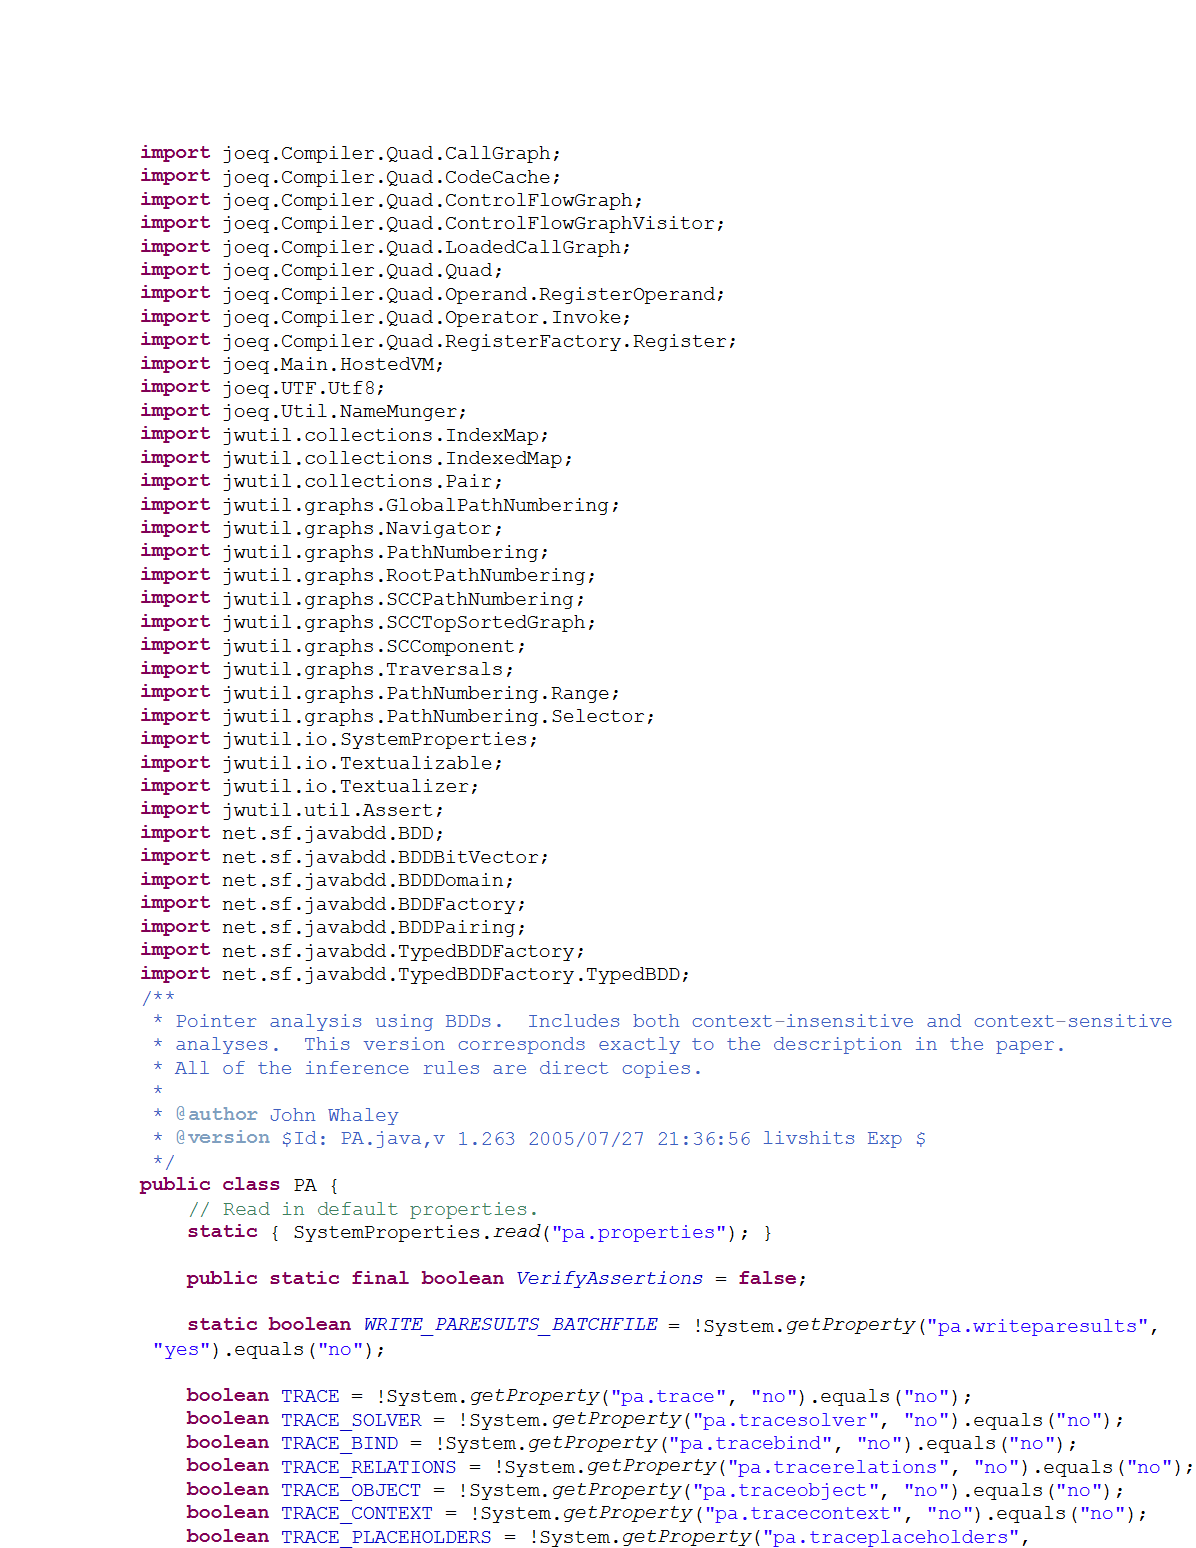 import joeq.Compiler.Quad.CallGraph;
import joeq.Compiler.Quad.CodeCache;
import joeq.Compiler.Quad.ControlFlowGraph;
import joeq.Compiler.Quad.ControlFlowGraphVisitor;
import joeq.Compiler.Quad.LoadedCallGraph;
import joeq.Compiler.Quad.Quad;
import joeq.Compiler.Quad.Operand.RegisterOperand;
import joeq.Compiler.Quad.Operator.Invoke;
import joeq.Compiler.Quad.RegisterFactory.Register;
import joeq.Main.HostedVM;
import joeq.UTF.Utf8;
import joeq.Util.NameMunger;
import jwutil.collections.IndexMap;
import jwutil.collections.IndexedMap;
import jwutil.collections.Pair;
import jwutil.graphs.GlobalPathNumbering;
import jwutil.graphs.Navigator;
import jwutil.graphs.PathNumbering;
import jwutil.graphs.RootPathNumbering;
import jwutil.graphs.SCCPathNumbering;
import jwutil.graphs.SCCTopSortedGraph;
import jwutil.graphs.SCComponent;
import jwutil.graphs.Traversals;
import jwutil.graphs.PathNumbering.Range;
import jwutil.graphs.PathNumbering.Selector;
import jwutil.io.SystemProperties;
import jwutil.io.Textualizable;
import jwutil.io.Textualizer;
import jwutil.util.Assert;
import net.sf.javabdd.BDD;
import net.sf.javabdd.BDDBitVector;
import net.sf.javabdd.BDDDomain;
import net.sf.javabdd.BDDFactory;
import net.sf.javabdd.BDDPairing;
import net.sf.javabdd.TypedBDDFactory;
import net.sf.javabdd.TypedBDDFactory.TypedBDD;
/**
 * Pointer analysis using BDDs.  Includes both context-insensitive and context-sensitive
 * analyses.  This version corresponds exactly to the description in the paper.
 * All of the inference rules are direct copies.
 *
 * @author John Whaley
 * @version $Id: PA.java,v 1.263 2005/07/27 21:36:56 livshits Exp $
 */
public class PA {
    // Read in default properties.
    static { SystemProperties.read("pa.properties"); }

    public static final boolean VerifyAssertions = false;

    static boolean WRITE_PARESULTS_BATCHFILE = !System.getProperty("pa.writeparesults",
 "yes").equals("no");

    boolean TRACE = !System.getProperty("pa.trace", "no").equals("no");
    boolean TRACE_SOLVER = !System.getProperty("pa.tracesolver", "no").equals("no");
    boolean TRACE_BIND = !System.getProperty("pa.tracebind", "no").equals("no");
    boolean TRACE_RELATIONS = !System.getProperty("pa.tracerelations", "no").equals("no");
    boolean TRACE_OBJECT = !System.getProperty("pa.traceobject", "no").equals("no");
    boolean TRACE_CONTEXT = !System.getProperty("pa.tracecontext", "no").equals("no");
    boolean TRACE_PLACEHOLDERS = !System.getProperty("pa.traceplaceholders",